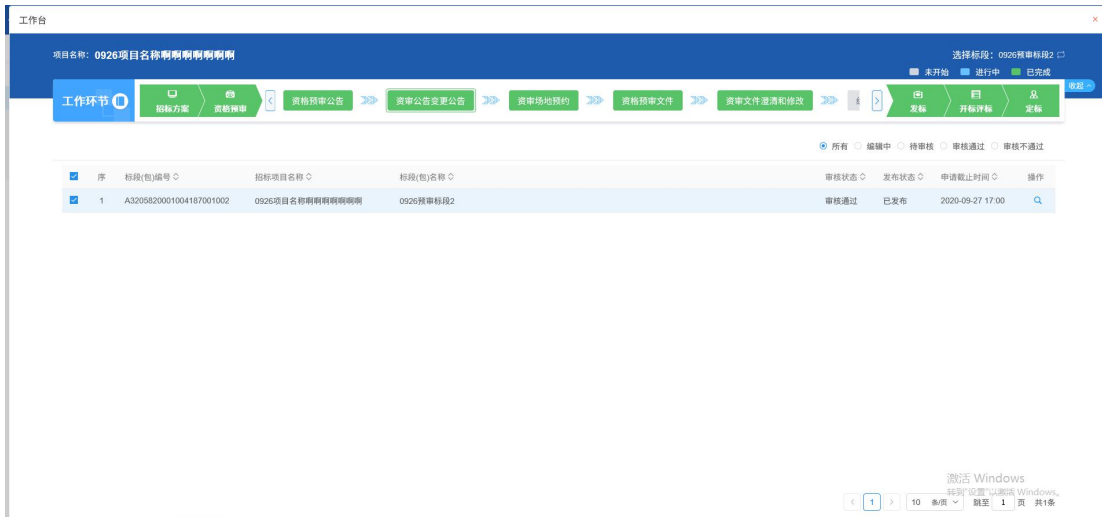 工作台
×
项目名称：0926项目名称啊啊啊啊啊啊啊
选择标段：0926预审标段2
未开始 进行中 已完成
收起
工作环节 招标方案 资格预审 < 资格预审公告 资审公告变更公告 资审场地预约 资格预审文件 资审文件澄清和修改 > 发标 开标评标 定标
所有 编辑中 待审核 审核通过 审核不通过
序 标段(包)编号 招标项目名称 标段(包)名称 审核状态 发布状态 申请截止时间 操作
1 A3205820001004187001002 0926项目名称啊啊啊啊啊啊啊 0926预审标段2 审核通过 已发布 2020-09-27 17:00
激活 Windows
转到"设置"以激活 Windows。
< 1 > 10 条/页 跳至 1 页 共1条